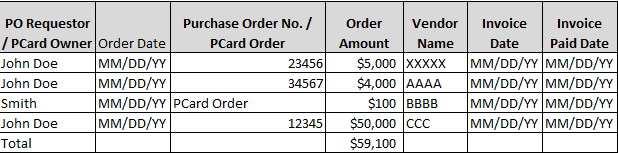 PO Requestor / PCard Owner Order Date Purchase Order No. / PCard Order Order Amount Vendor Name Invoice Date Invoice Paid Date
John Doe MM/DD/YY 23456 $5,000 XXXXX MM/DD/YY MM/DD/YY
John Doe MM/DD/YY 34567 $4,000 AAAA MM/DD/YY MM/DD/YY
Smith MM/DD/YY PCard Order $100 BBBB MM/DD/YY MM/DD/YY
John Doe MM/DD/YY 12345 $50,000 CCC MM/DD/YY MM/DD/YY
Total $59,100